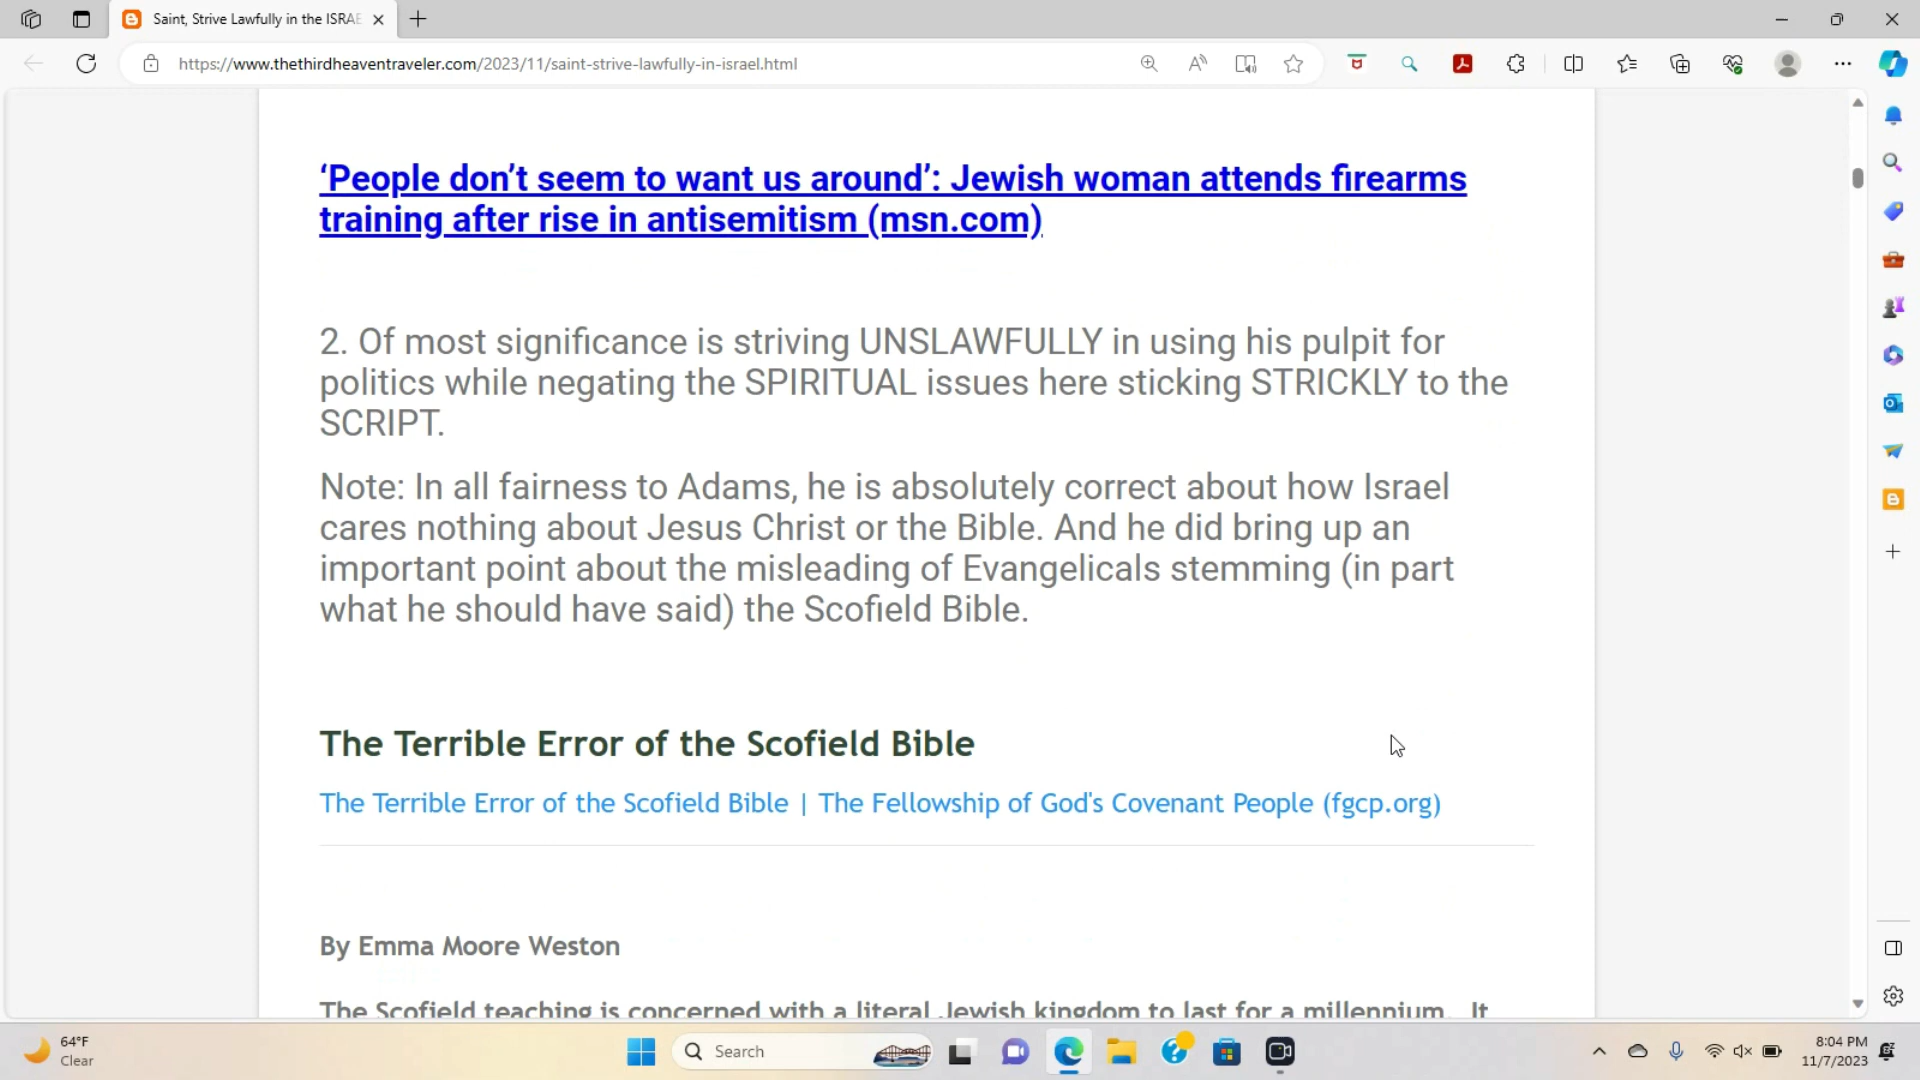 Saint, Strive Lawfully in the ISRAE
https://www.thethirdheaventraveler.com/2023/11/saint-strive-lawfully-in-israel.html
‘People don’t seem to want us around’: Jewish woman attends firearms
training after rise in antisemitism (msn.com)
2. Of most significance is striving UNSLAWFULLY in using his pulpit for
politics while negating the SPIRITUAL issues here sticking STRICKLY to the
SCRIPT.
Note: In all fairness to Adams, he is absolutely correct about how Israel
cares nothing about Jesus Christ or the Bible. And he did bring up an
important point about the misleading of Evangelicals stemming (in part
what he should have said) the Scofield Bible.
The Terrible Error of the Scofield Bible
The Terrible Error of the Scofield Bible | The Fellowship of God's Covenant People (fgcp.org)
By Emma Moore Weston
The Scofield teaching is concerned with a literal Jewish kingdom to last for a millennium. It
64°F
Clear
Search
8:04 PM
11/7/2023